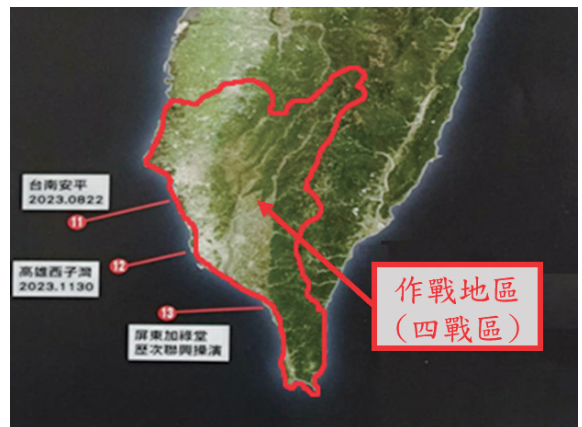 台南安平
2023.0822
11
高雄西子灣
2023.1130
12
13
屏東加祿堂
歷次聯興操演
作戰地區
（四戰區）